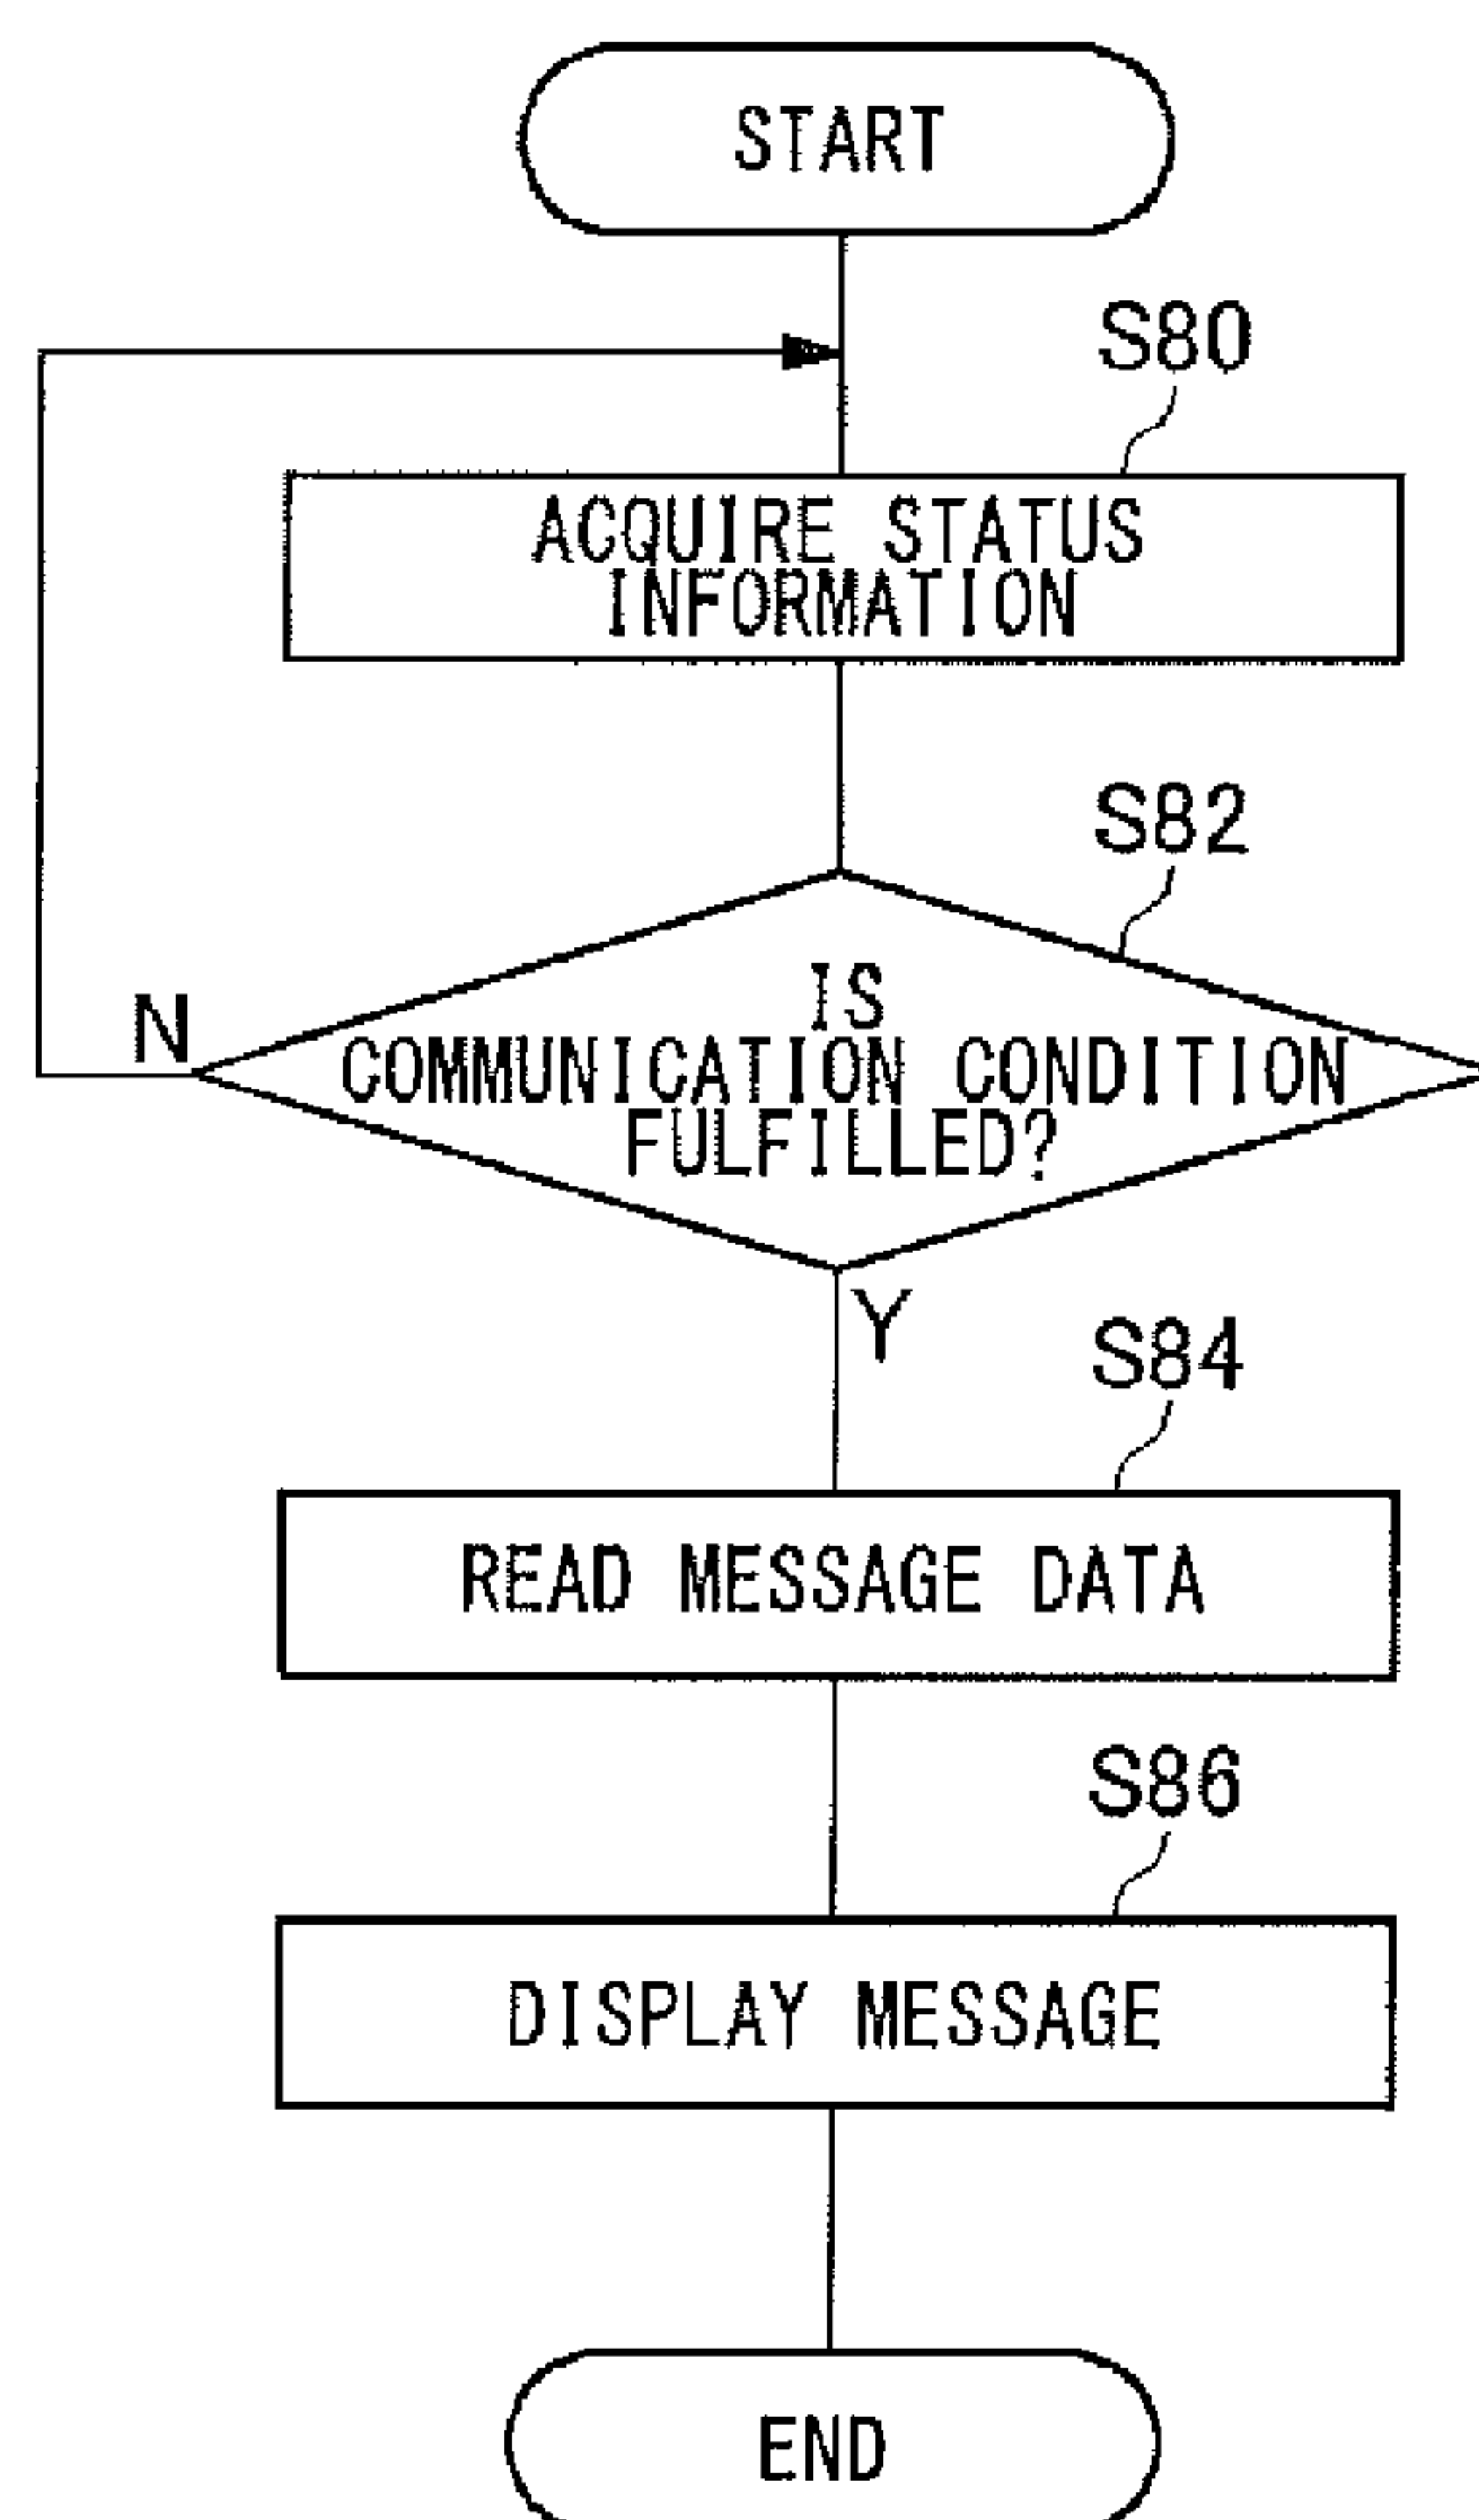 START
S80
ACQUIRE STATUS
INFORMATION
S82
IS
COMMUNICATION CONDITION
FULFILLED?
N
Y
S84
READ MESSAGE DATA
S86
DISPLAY MESSAGE
END